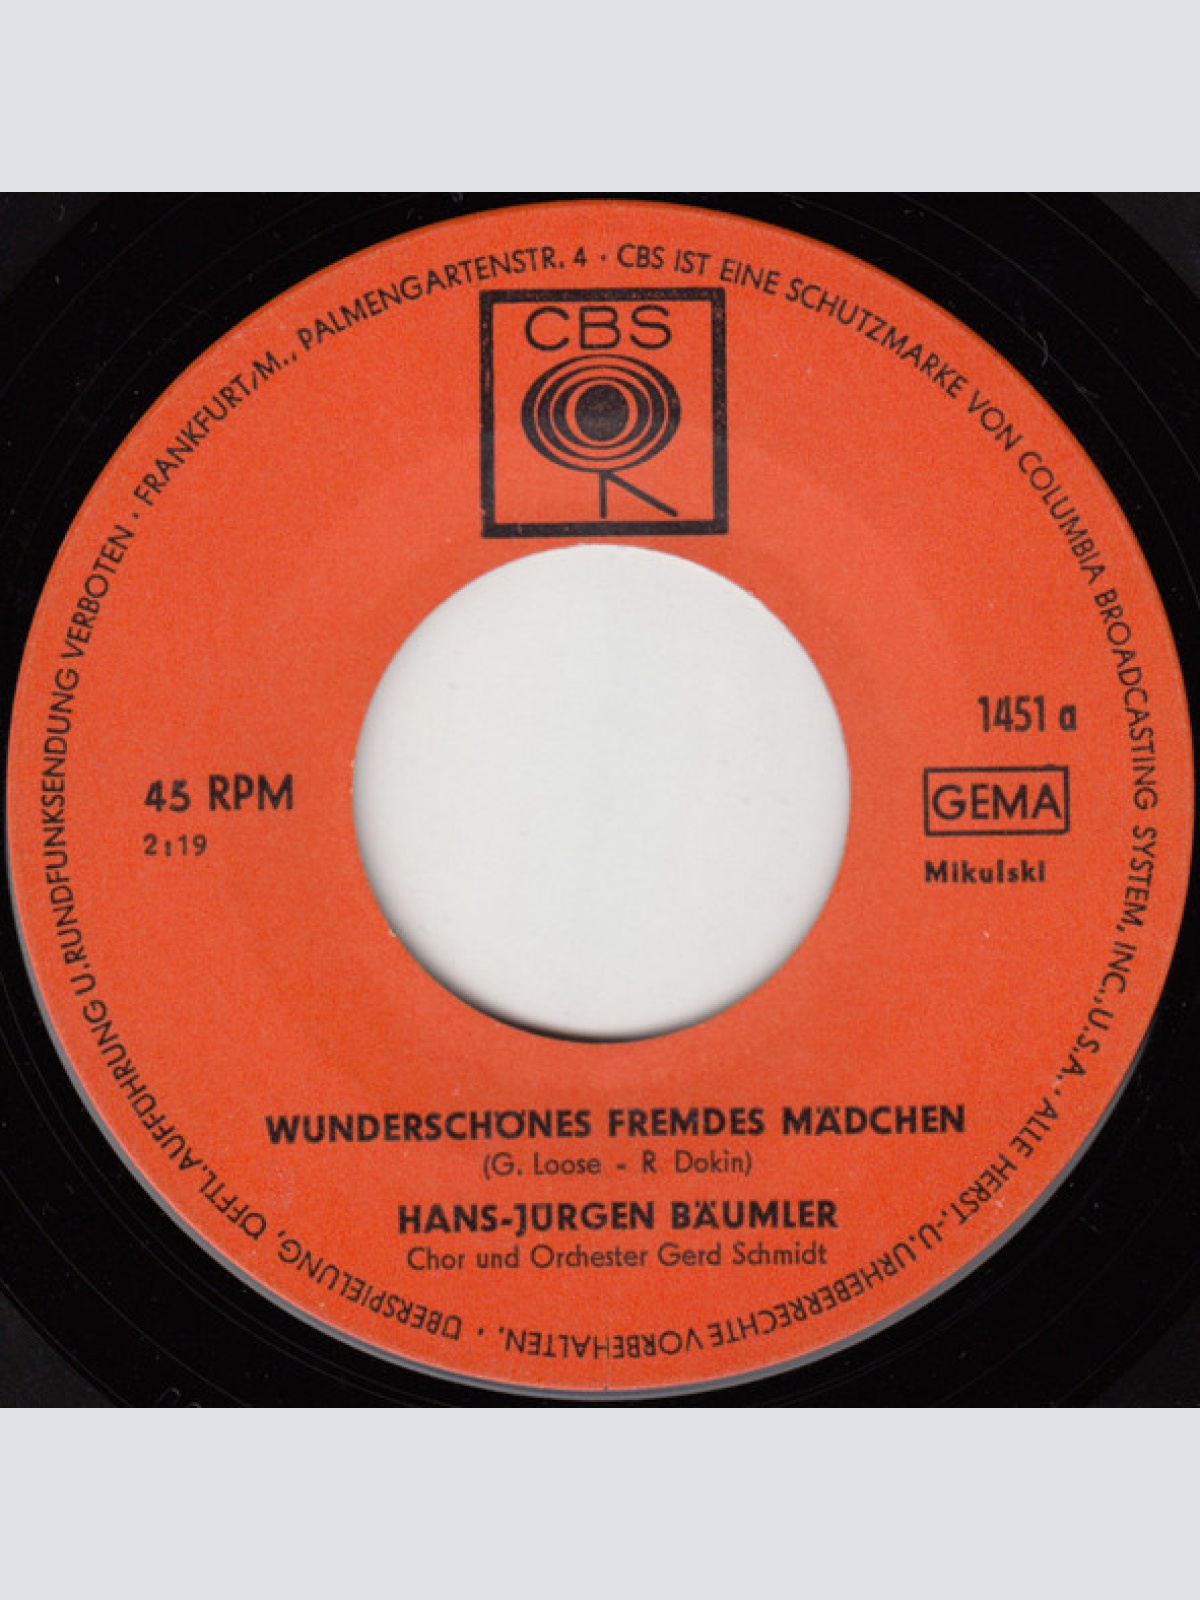 FRANKFURT/M., PALMENGARTENSTR. 4 · CBS IST EINE SCHUTZMARKE VON COLUMBIA BROADCASTING SYSTEM, INC., U.S.A. · ALLE HERST.-U.URHEBERRECHTE VORBEHALTEN. · ÜBERSPIELUNG, ÖFFTL. AUFFÜHRUNG U. RUNDFUNKSENDUNG VERBOTEN ·
CBS
1451 a
45 RPM
GEMA
2:19
Mikulski
WUNDERSCHÖNES FREMDES MÄDCHEN
(G. Loose - R Dokin)
HANS-JÜRGEN BÄUMLER
Chor und Orchester Gerd Schmidt